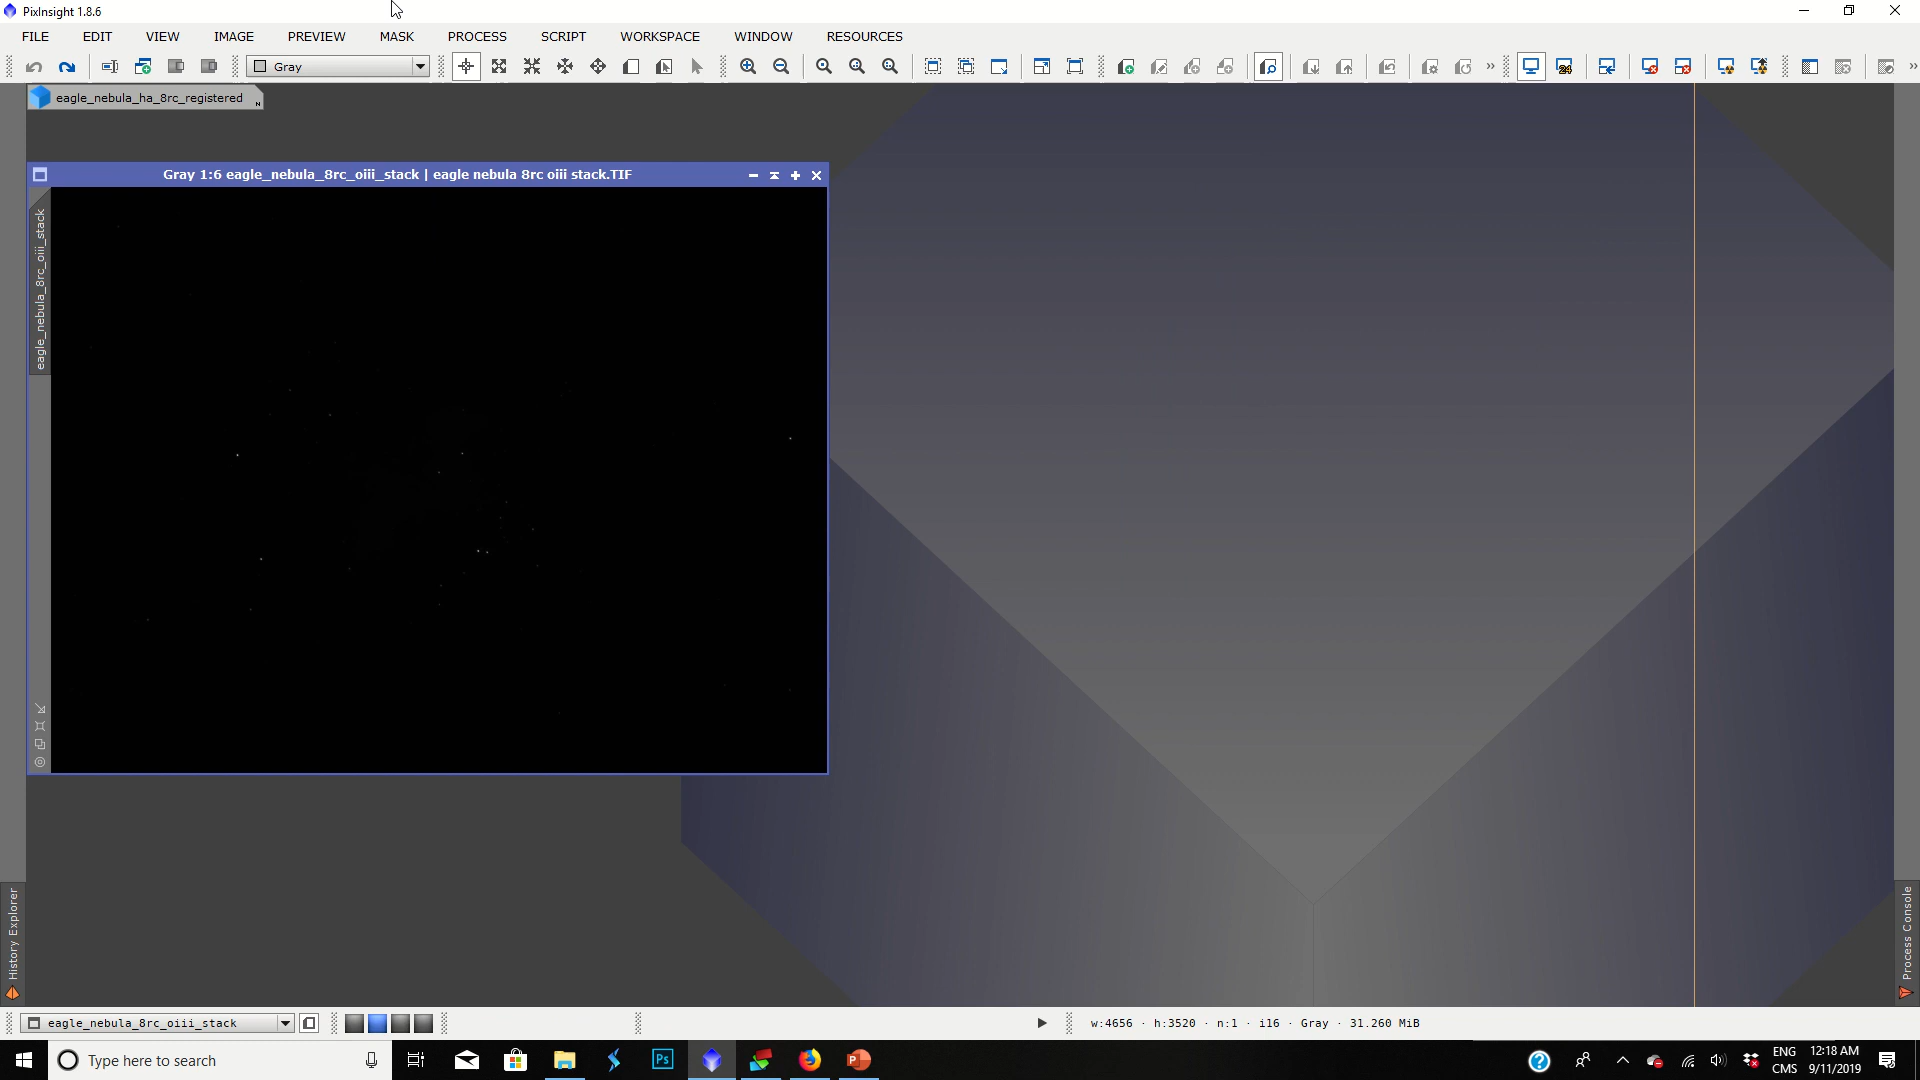 PixInsight 1.8.6
FILE EDIT VIEW IMAGE PREVIEW MASK PROCESS SCRIPT WORKSPACE WINDOW RESOURCES
Gray
24
eagle_nebula_ha_8rc_registered
N
Gray 1:6 eagle_nebula_8rc_oiii_stack | eagle nebula 8rc oiii stack.TIF
eagle_nebula_8rc_oiii_stack
History Explorer
Process Console
eagle_nebula_8rc_oiii_stack
w:4656 · h:3520 · n:1 · i16 · Gray · 31.260 MiB
Type here to search
Ps
ENG
CMS
12:18 AM
9/11/2019